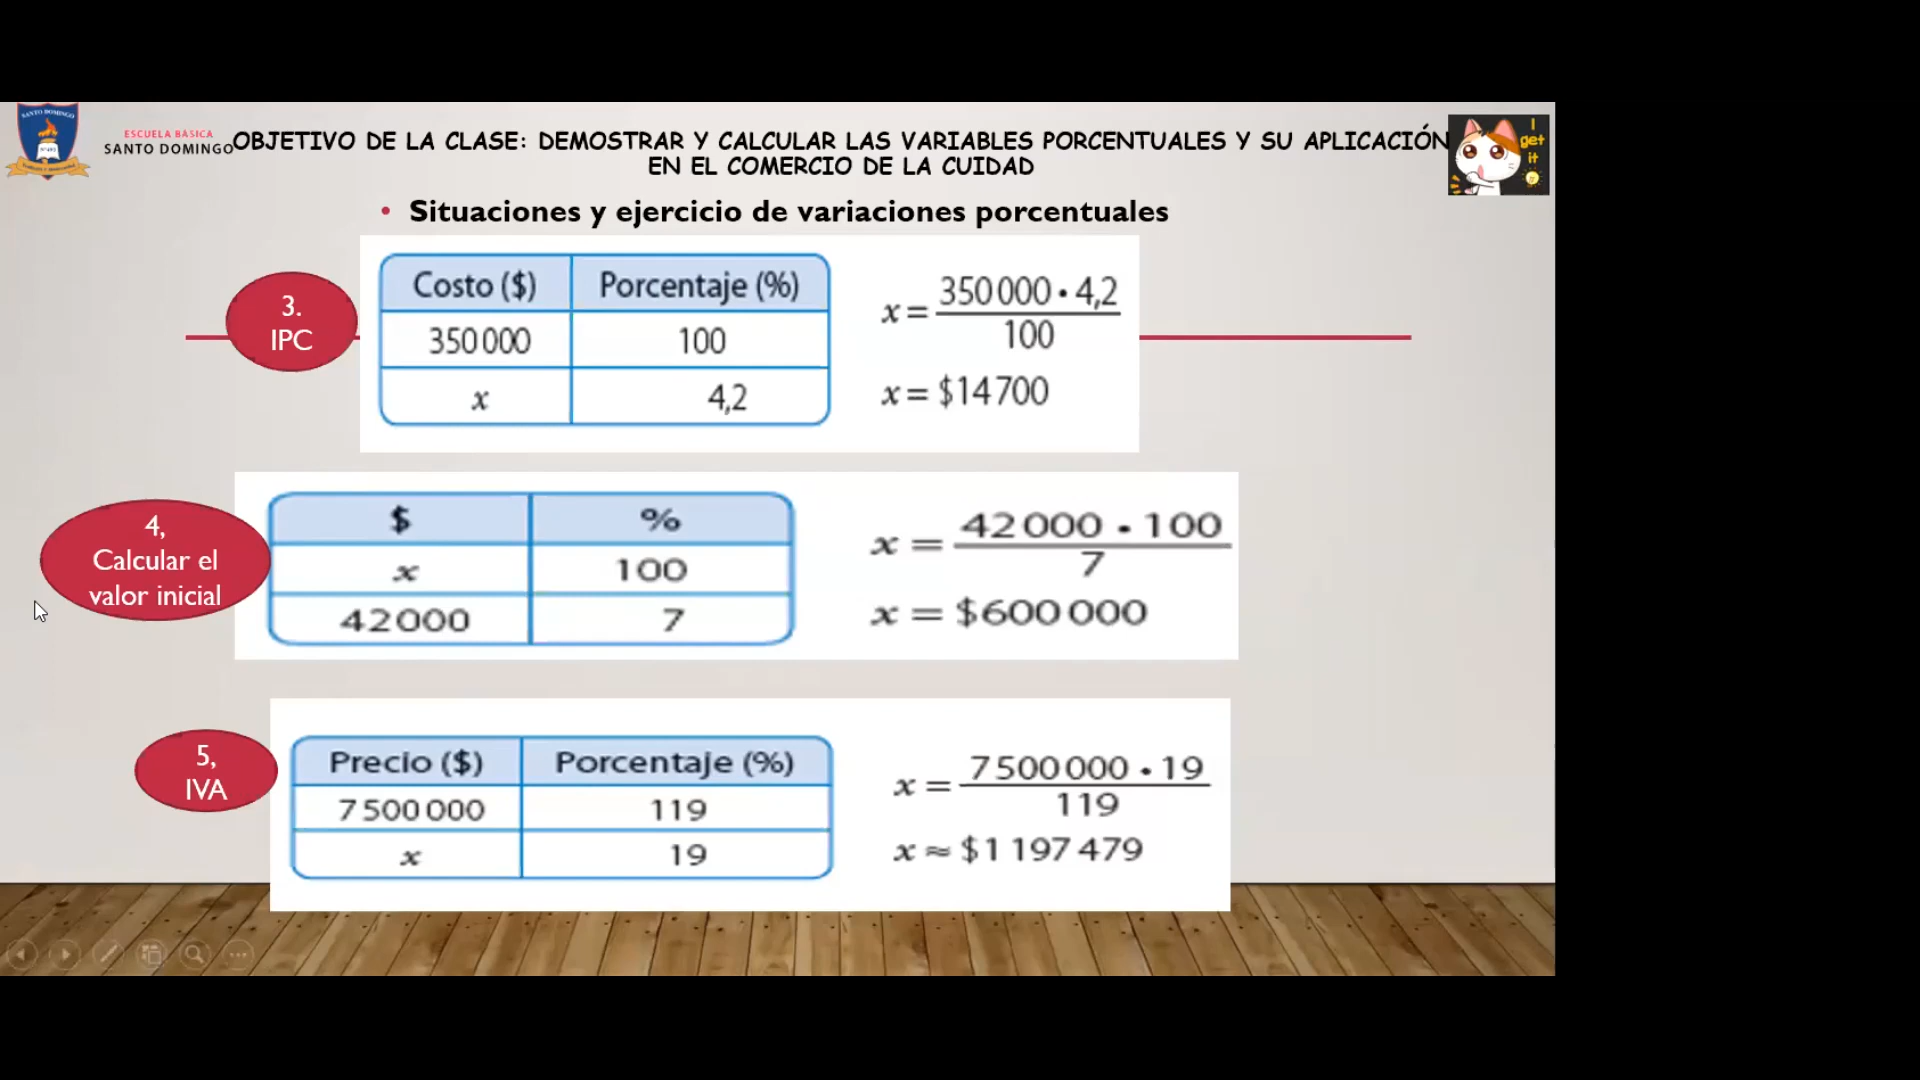 SANTO DOMINGO
ESCUELA BÁSICA
SANTO DOMINGO
OBJETIVO DE LA CLASE: DEMOSTRAR Y CALCULAR LAS VARIABLES PORCENTUALES Y SU APLICACIÓN
EN EL COMERCIO DE LA CUIDAD
I
get
it
• Situaciones y ejercicio de variaciones porcentuales
3.
IPC
Costo ($) Porcentaje (%)
350 000 100
x 4,2
x = 350 000 • 4,2 / 100
x = $14 700
4,
Calcular el
valor inicial
$ %
x 100
42 000 7
x = 42 000 • 100 / 7
x = $600 000
5,
IVA
Precio ($) Porcentaje (%)
7 500 000 119
x 19
x = 7 500 000 • 19 / 119
x ≈ $1 197 479